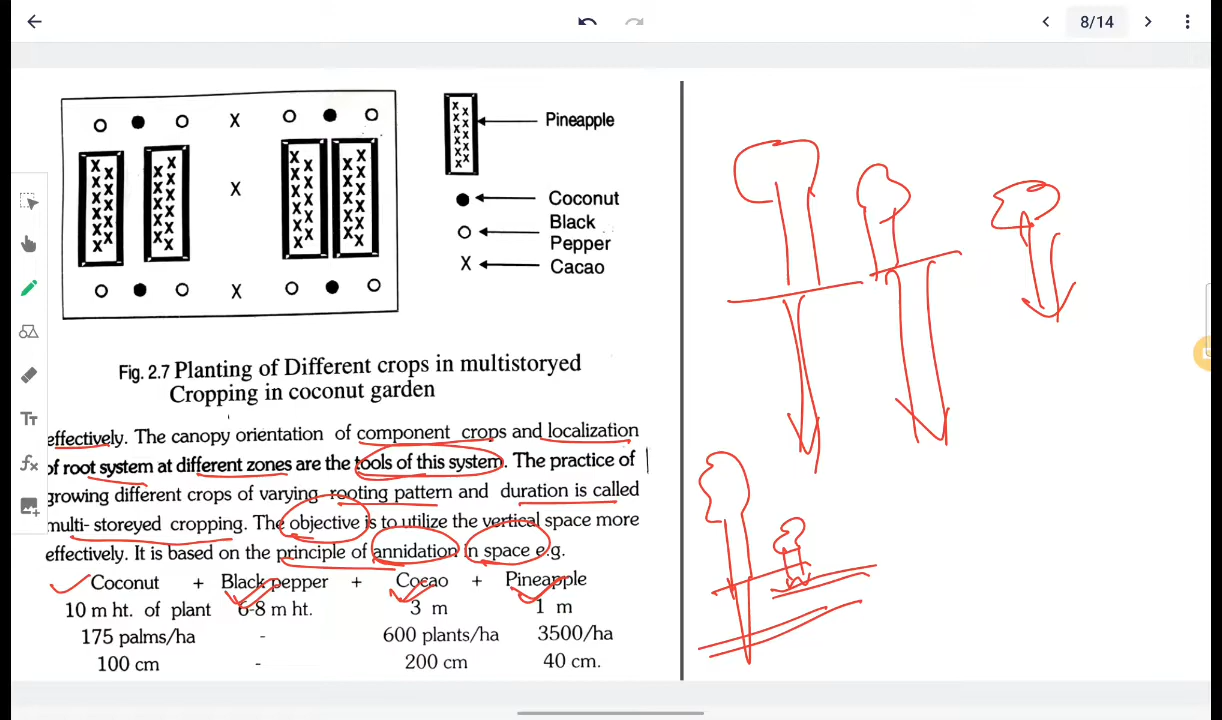 8/14
Pineapple
Coconut
Black
Pepper
Cacao
Fig. 2.7 Planting of Different crops in multistoryed
Cropping in coconut garden
effectively. The canopy orientation of component crops and localization
of root system at different zones are the tools of this system. The practice of
growing different crops of varying rooting pattern and duration is called
multi-storeyed cropping. The objective is to utilize the vertical space more
effectively. It is based on the principle of annidation in space e.g.
Coconut + Black pepper + Cocao + Pineapple
10 m ht. of plant 6-8 m ht. 3 m 1 m
175 palms/ha - 600 plants/ha 3500/ha
100 cm - 200 cm 40 cm.